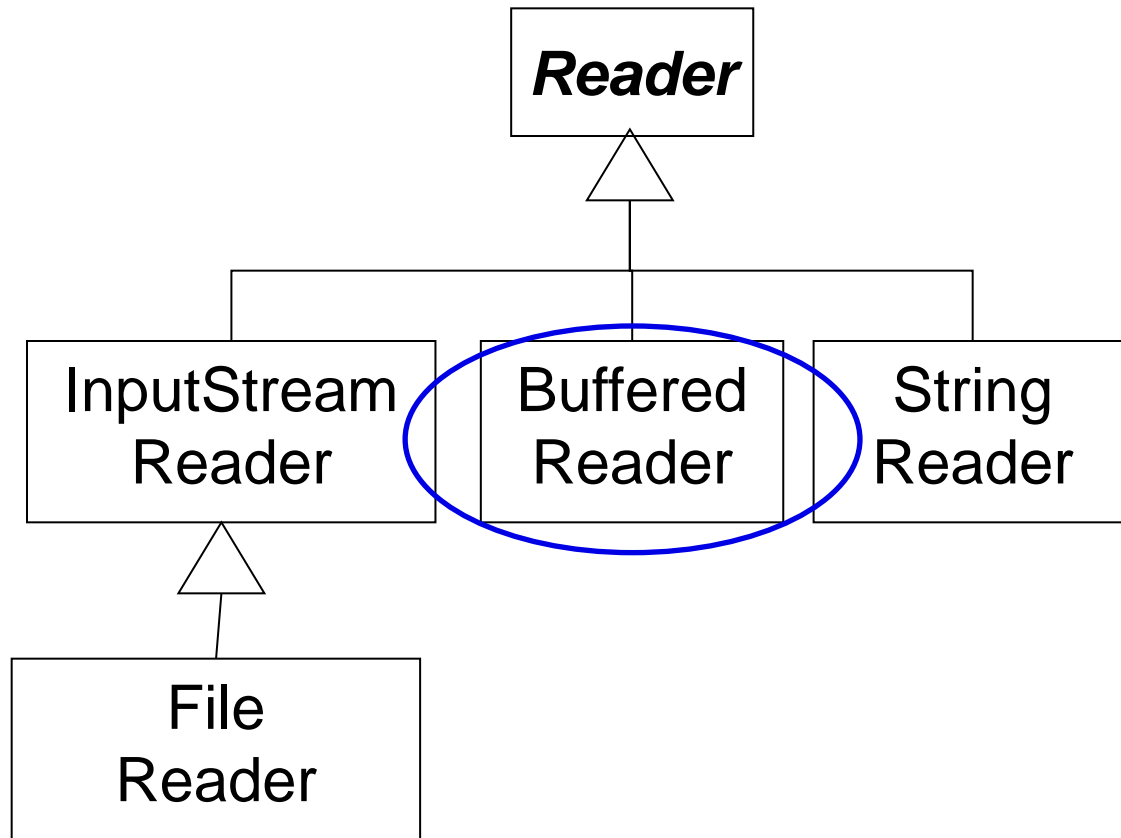 Reader
InputStream
Reader
Buffered
Reader
String
Reader
File
Reader